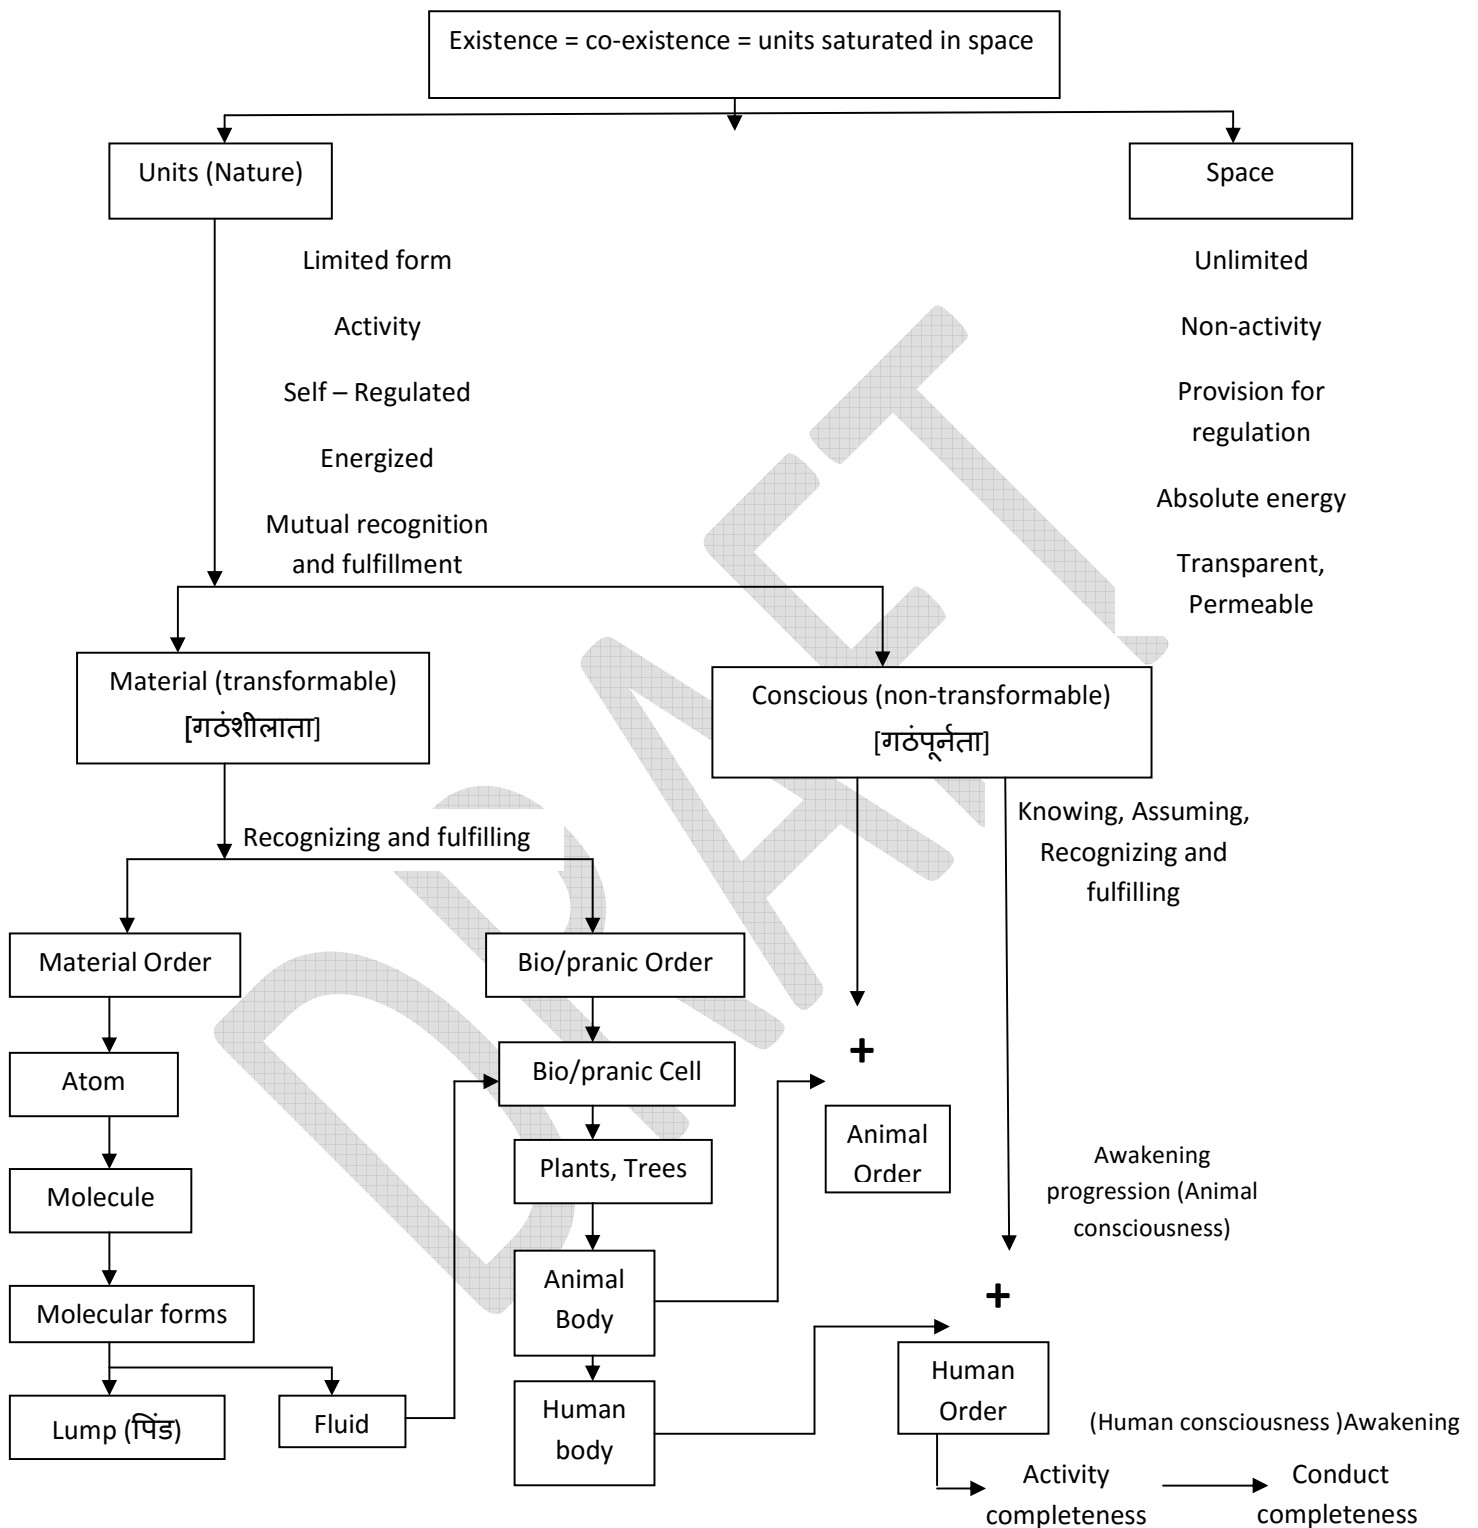 Existence = co-existence = units saturated in space
Units (Nature)
Space
Limited form
Unlimited
Activity
Non-activity
Self – Regulated
Provision for
regulation
Energized
Absolute energy
Mutual recognition
and fulfillment
Transparent,
Permeable
Material (transformable)
[गठंशीलाता]
Conscious (non-transformable)
[गठंपूर्नता]
Recognizing and fulfilling
Knowing, Assuming,
Recognizing and
fulfilling
Material Order
Bio/pranic Order
Atom
Bio/pranic Cell
+
Animal
Order
Plants, Trees
Molecule
Awakening
progression (Animal
consciousness)
Animal
Body
Molecular forms
+
Human
Order
Lump (पिंड)
Fluid
Human
body
(Human consciousness )Awakening
Activity
completeness
Conduct
completeness
DRAFT